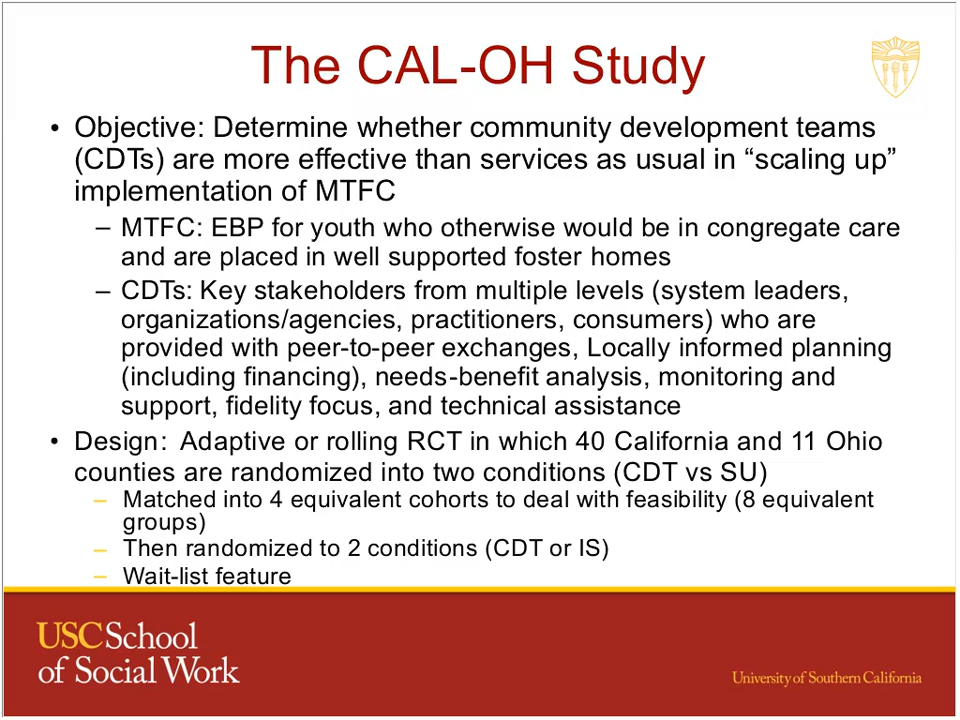 The CAL-OH Study
• Objective: Determine whether community development teams
(CDTs) are more effective than services as usual in “scaling up”
implementation of MTFC
– MTFC: EBP for youth who otherwise would be in congregate care
and are placed in well supported foster homes
– CDTs: Key stakeholders from multiple levels (system leaders,
organizations/agencies, practitioners, consumers) who are
provided with peer-to-peer exchanges, Locally informed planning
(including financing), needs-benefit analysis, monitoring and
support, fidelity focus, and technical assistance
• Design: Adaptive or rolling RCT in which 40 California and 11 Ohio
counties are randomized into two conditions (CDT vs SU)
– Matched into 4 equivalent cohorts to deal with feasibility (8 equivalent
groups)
– Then randomized to 2 conditions (CDT or IS)
– Wait-list feature
USC School
of Social Work
University of Southern California